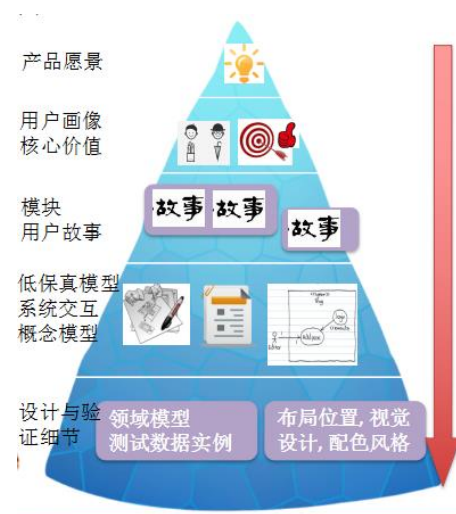 产品愿景
用户画像
核心价值
模块
用户故事
故事
故事
故事
低保真模型
系统交互
概念模型
设计与验
证细节
领域模型
测试数据实例
布局位置, 视觉
设计, 配色风格